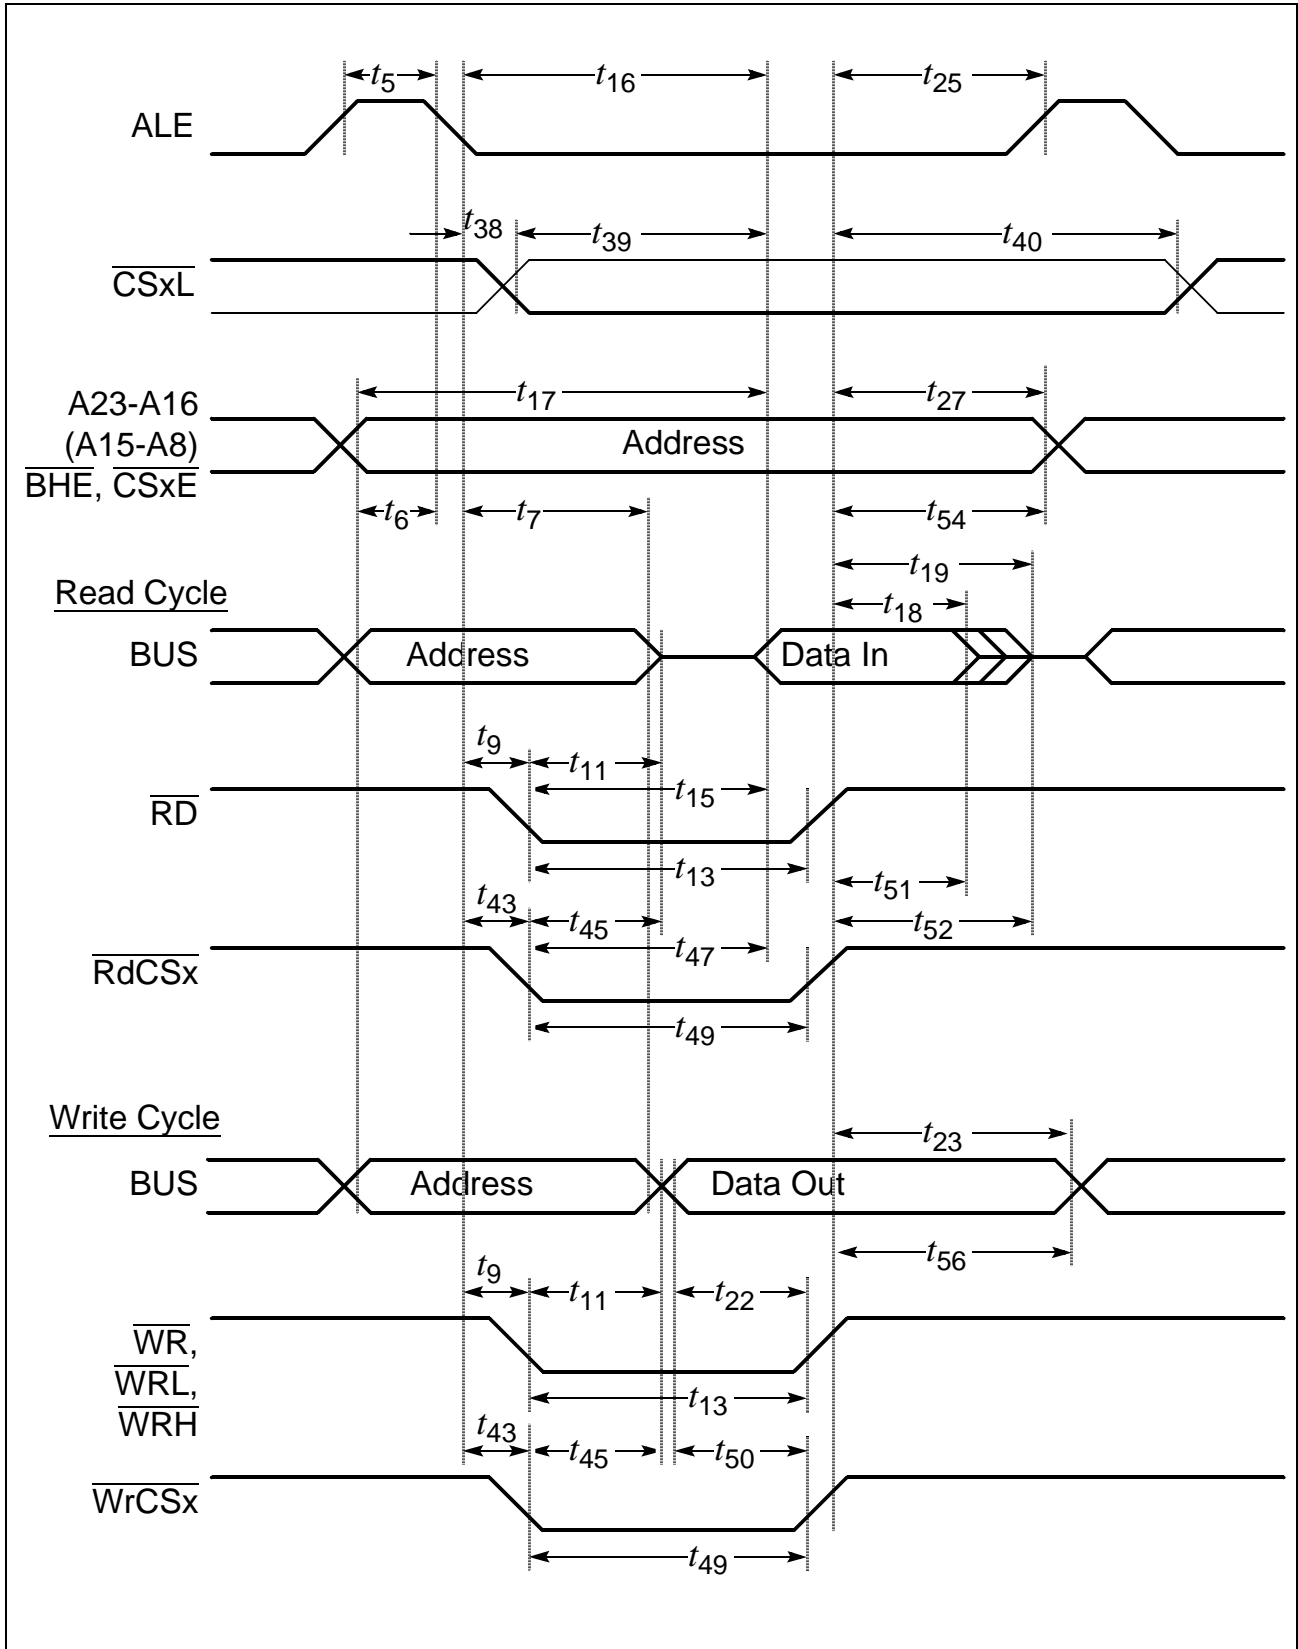 t5 t16 t25
ALE
t38 t39 t40
CSxL
t17 t27
A23-A16
(A15-A8) Address
BHE, CSxE
t6 t7 t54
t19
Read Cycle
t18
BUS Address Data In
t9 t11
t15
RD
t13 t51
t43 t45 t52
t47
RdCSx
t49
Write Cycle
t23
BUS Address Data Out
t56
t9 t11 t22
WR,
WRL,
t13
WRH
t43 t45 t50
WrCSx
t49